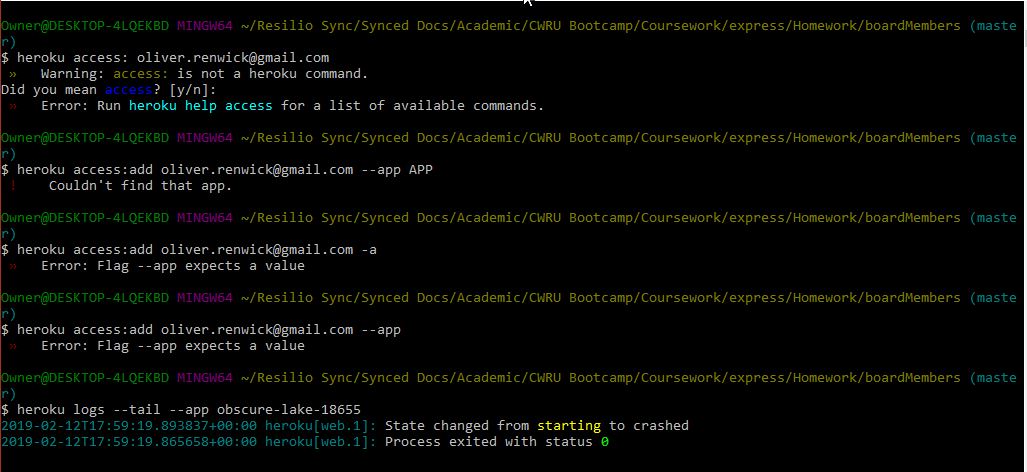 Owner@DESKTOP-4LQEKBD MINGW64 ~/Resilio Sync/Synced Docs/Academic/CWRU Bootcamp/Coursework/express/Homework/boardMembers (maste
r)
$ heroku access: oliver.renwick@gmail.com
»   Warning: access: is not a heroku command.
Did you mean access? [y/n]:
»   Error: Run heroku help access for a list of available commands.
Owner@DESKTOP-4LQEKBD MINGW64 ~/Resilio Sync/Synced Docs/Academic/CWRU Bootcamp/Coursework/express/Homework/boardMembers (maste
r)
$ heroku access:add oliver.renwick@gmail.com --app APP
!    Couldn't find that app.
Owner@DESKTOP-4LQEKBD MINGW64 ~/Resilio Sync/Synced Docs/Academic/CWRU Bootcamp/Coursework/express/Homework/boardMembers (maste
r)
$ heroku access:add oliver.renwick@gmail.com -a
»   Error: Flag --app expects a value
Owner@DESKTOP-4LQEKBD MINGW64 ~/Resilio Sync/Synced Docs/Academic/CWRU Bootcamp/Coursework/express/Homework/boardMembers (maste
r)
$ heroku access:add oliver.renwick@gmail.com --app
»   Error: Flag --app expects a value
Owner@DESKTOP-4LQEKBD MINGW64 ~/Resilio Sync/Synced Docs/Academic/CWRU Bootcamp/Coursework/express/Homework/boardMembers (maste
r)
$ heroku logs --tail --app obscure-lake-18655
2019-02-12T17:59:19.893837+00:00 heroku[web.1]: State changed from starting to crashed
2019-02-12T17:59:19.865658+00:00 heroku[web.1]: Process exited with status 0